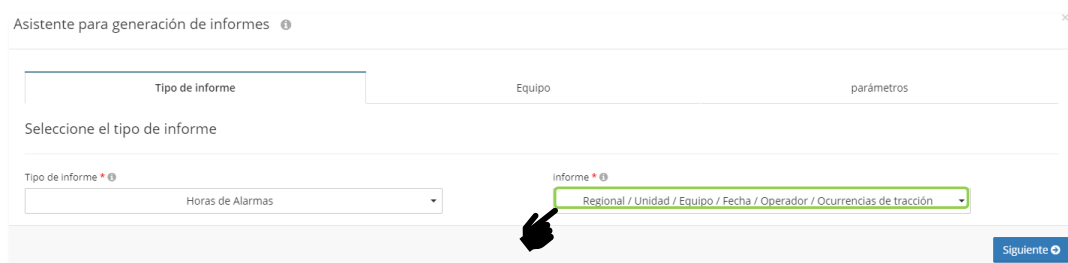 Asistente para generación de informes
×
Tipo de informe
Equipo
parámetros
Seleccione el tipo de informe
Tipo de informe *
informe *
Horas de Alarmas
Regional / Unidad / Equipo / Fecha / Operador / Ocurrencias de tracción
Siguiente